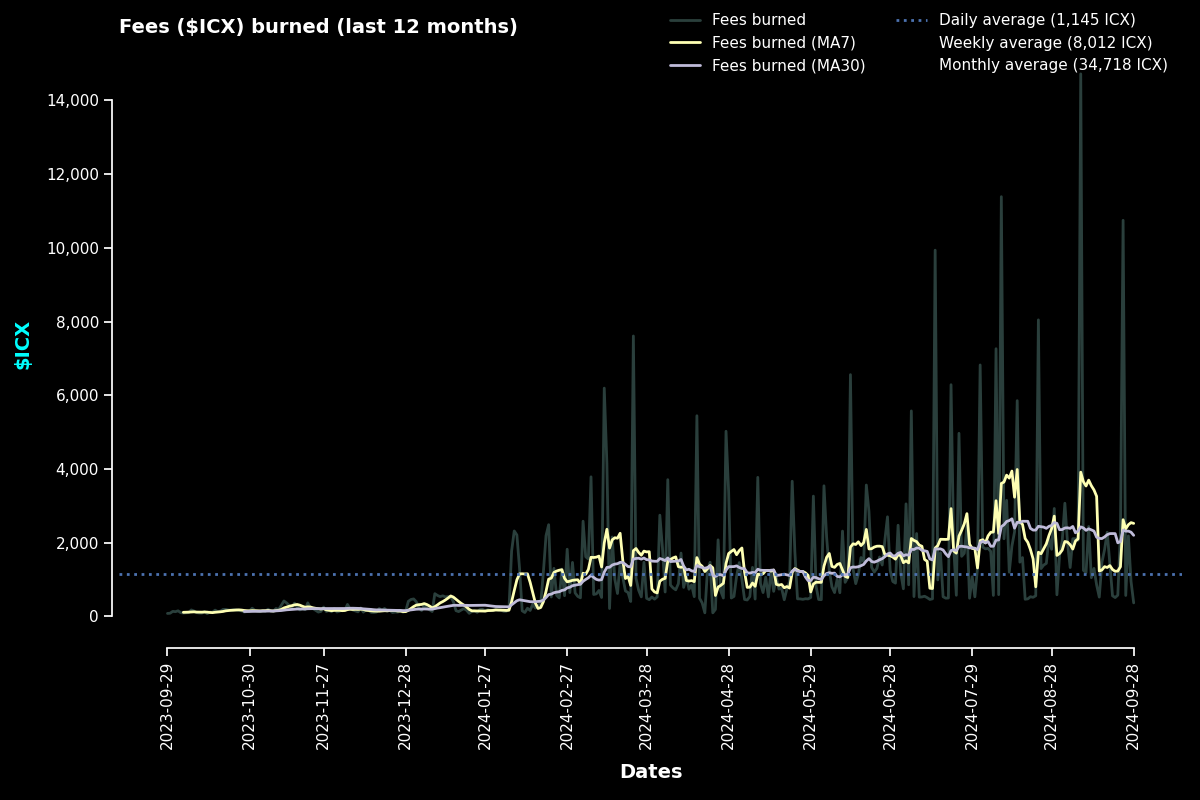 Fees ($ICX) burned (last 12 months)
Fees burned
Fees burned (MA7)
Fees burned (MA30)
Daily average (1,145 ICX)
Weekly average (8,012 ICX)
Monthly average (34,718 ICX)
14,000
12,000
10,000
8,000
6,000
4,000
2,000
0
$ICX
2023-09-29
2023-10-30
2023-11-27
2023-12-28
2024-01-27
2024-02-27
2024-03-28
2024-04-28
2024-05-29
2024-06-28
2024-07-29
2024-08-28
2024-09-28
Dates